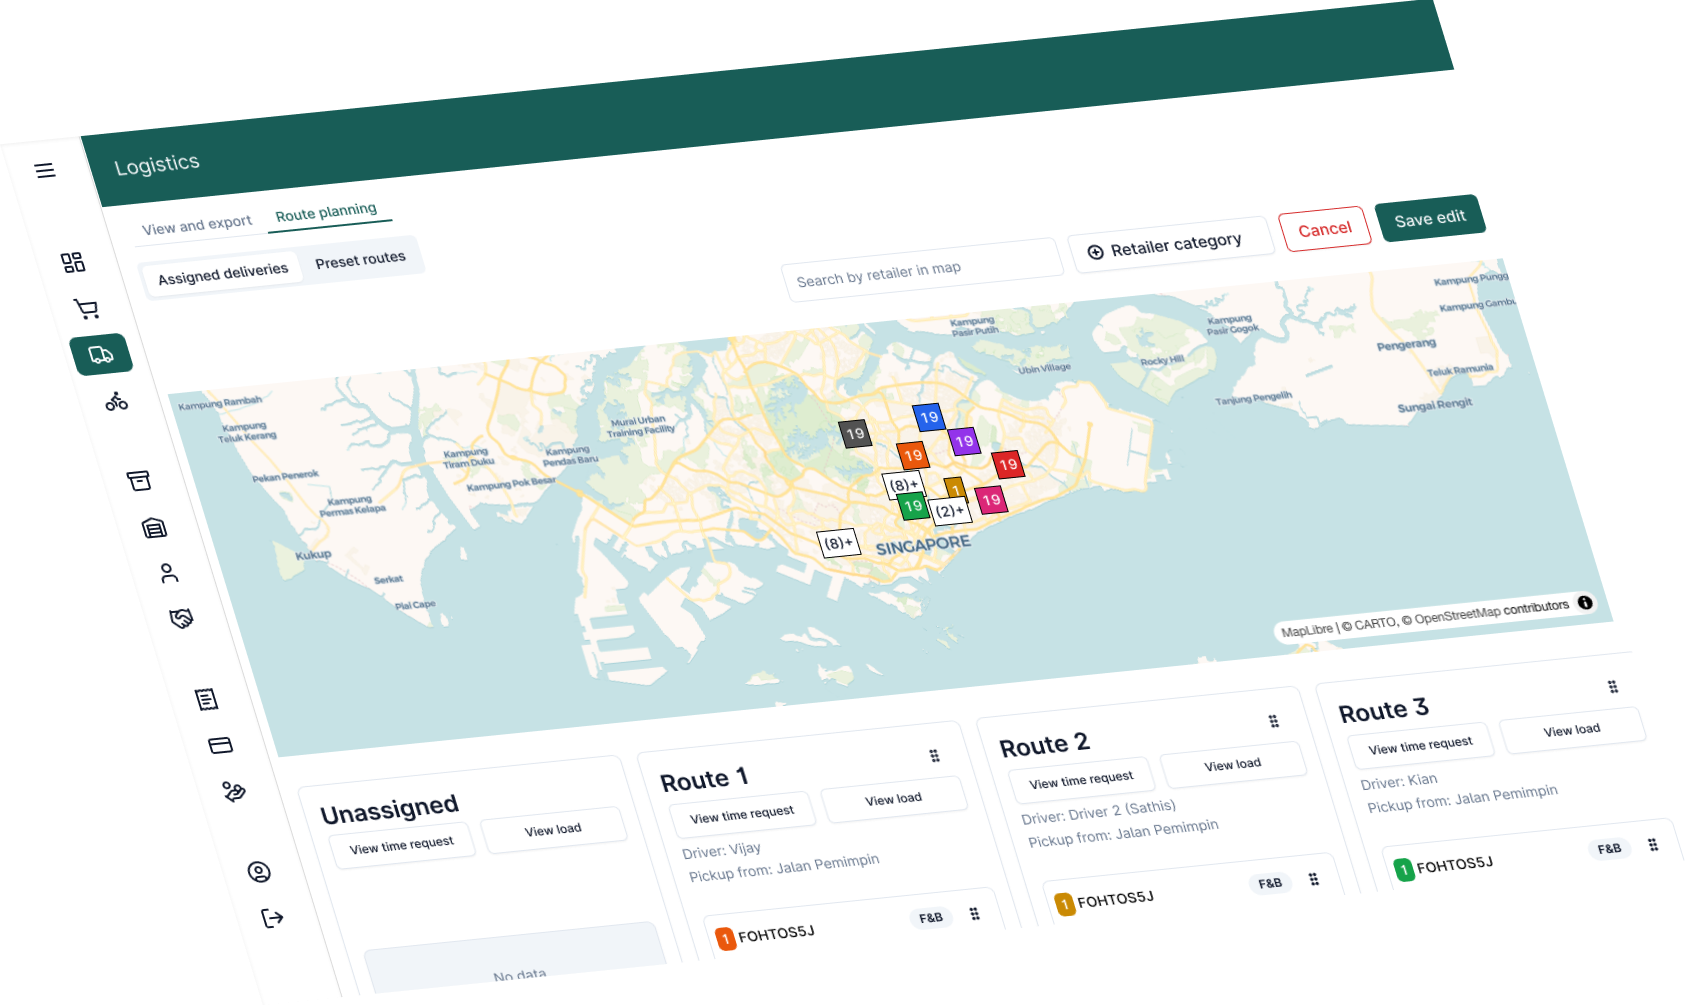 Logistics
View and export
Route planning
Assigned deliveries
Preset routes
Search by retailer in map
Retailer category
Cancel
Save edit
Kampung Rambah
Kampung
Teluk Kerang
Pekan Penerok
Kampung
Permas Kelapa
Kukup
Serkat
Piai Cape
Kampung
Tiram Duku
Kampung Pok Besar
Kampung
Pendas Baru
Murai Urban
Training Facility
Kampung
Pasir Putih
Ubin Village
Rocky Hill
Kampung
Pasir Gogok
Tanjung Pengelih
Pengerang
Teluk Ramunia
Sungai Rengit
Kampung Pungg
Kampung Gambu
19
19
19
19
19
(8)+
1
19
19
(2)+
(8)+
SINGAPORE
MapLibre | © CARTO, © OpenStreetMap contributors
Unassigned
View time request
View load
No data
Route 1
View time request
View load
Driver: Vijay
Pickup from: Jalan Pemimpin
1 FOHTOS5J F&B
Route 2
View time request
View load
Driver: Driver 2 (Sathis)
Pickup from: Jalan Pemimpin
1 FOHTOS5J F&B
Route 3
View time request
View load
Driver: Kian
Pickup from: Jalan Pemimpin
1 FOHTOS5J F&B